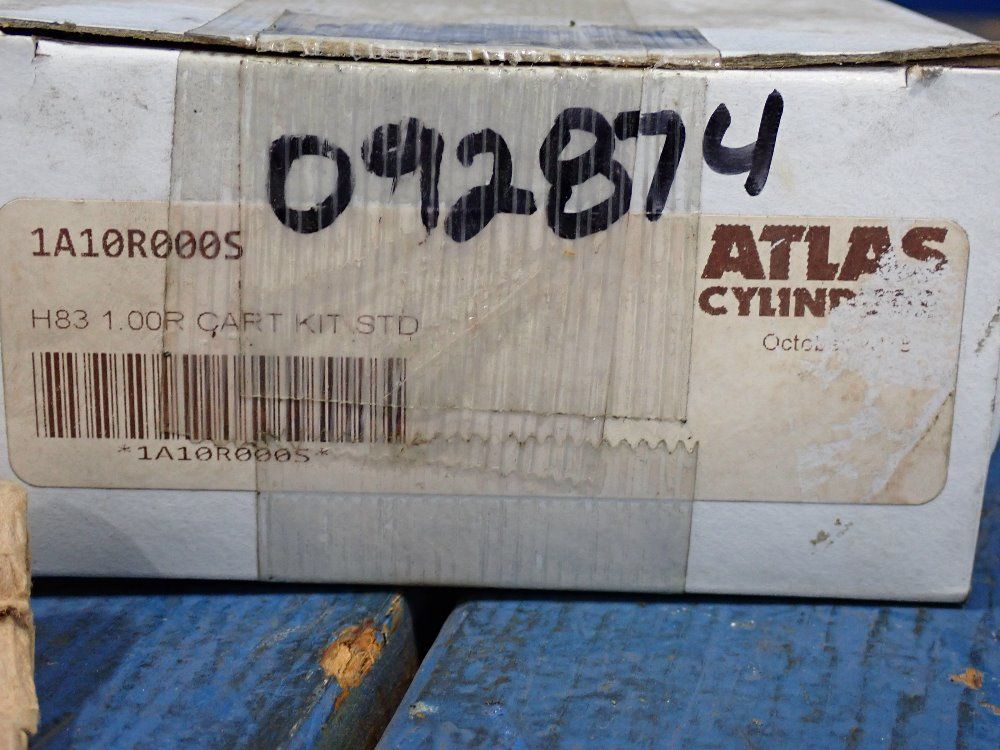 092874
1A10R000S
H83 1.00R CART KIT STD
*1A10R000S*
ATLAS